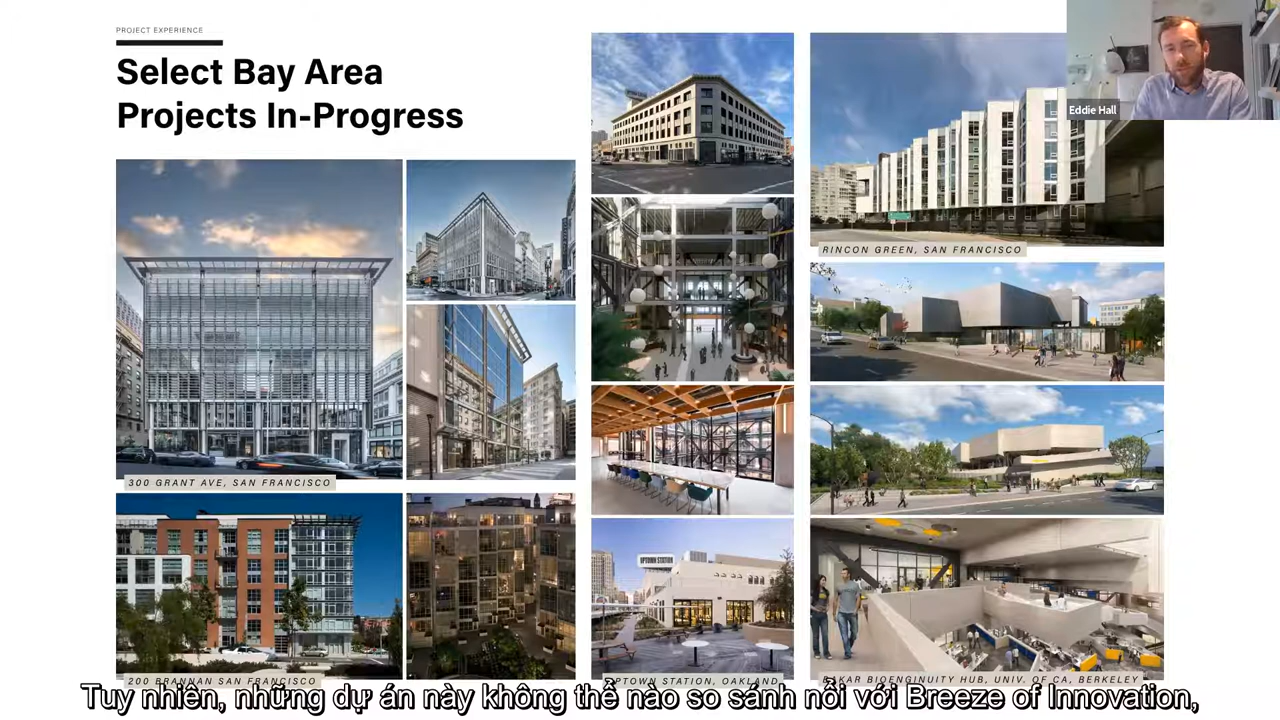 PROJECT EXPERIENCE
Select Bay Area
Projects In-Progress
Eddie Hall
RINCON GREEN, SAN FRANCISCO
300 GRANT AVE, SAN FRANCISCO
UPTOWN STATION
200 BRANNAN SAN FRANCISCO
UPTOWN STATION, OAKLAND
BAKAR BIOENGINUITY HUB, UNIV. OF CA, BERKELEY
Tuy nhiên, những dự án này không thể nào so sánh nổi với Breeze of Innovation,